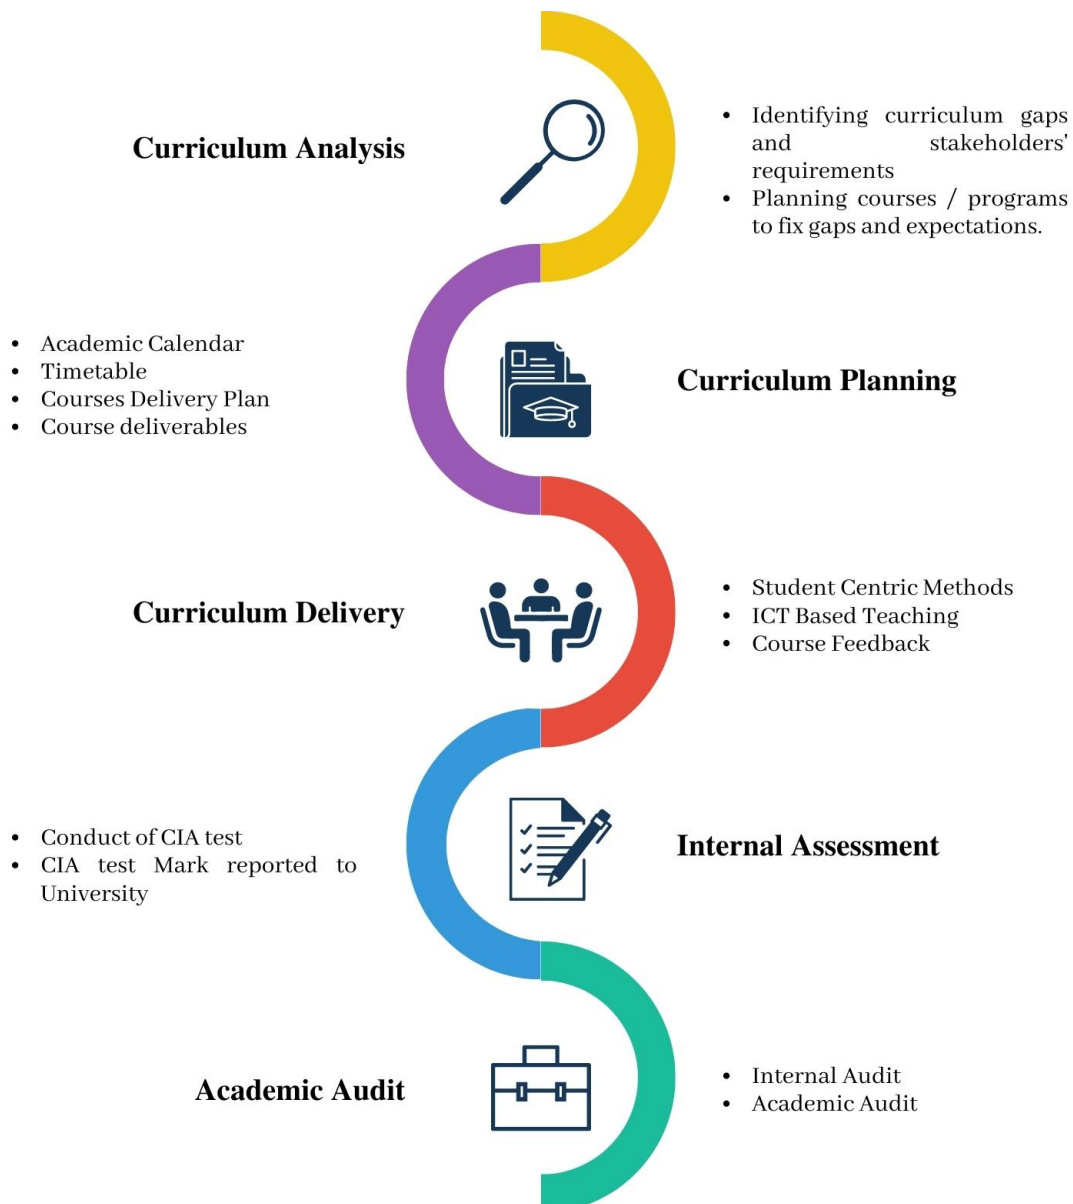 Curriculum Analysis
• Identifying curriculum gaps
and stakeholders'
requirements
• Planning courses / programs
to fix gaps and expectations.
• Academic Calendar
• Timetable
• Courses Delivery Plan
• Course deliverables
Curriculum Planning
Curriculum Delivery
• Student Centric Methods
• ICT Based Teaching
• Course Feedback
• Conduct of CIA test
• CIA test Mark reported to
University
Internal Assessment
Academic Audit
• Internal Audit
• Academic Audit